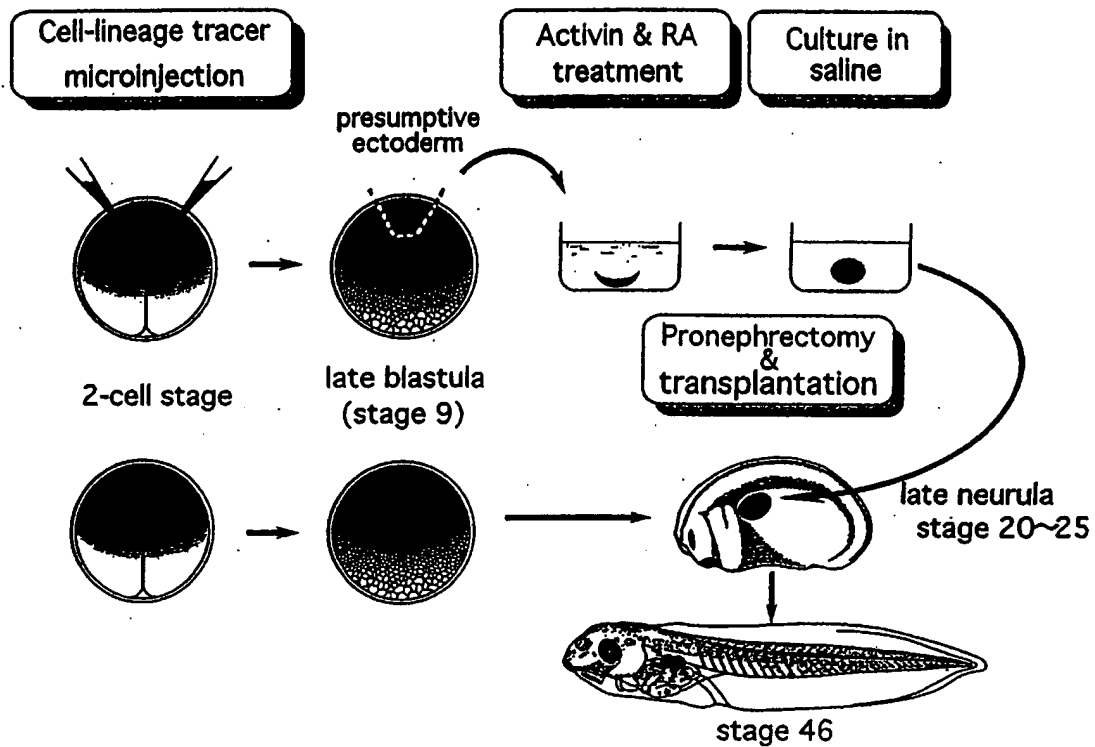 Cell-lineage tracer
microinjection
Activin & RA
treatment
Culture in
saline
presumptive
ectoderm
2-cell stage
late blastula
(stage 9)
Pronephrectomy
&
transplantation
late neurula
stage 20~25
stage 46